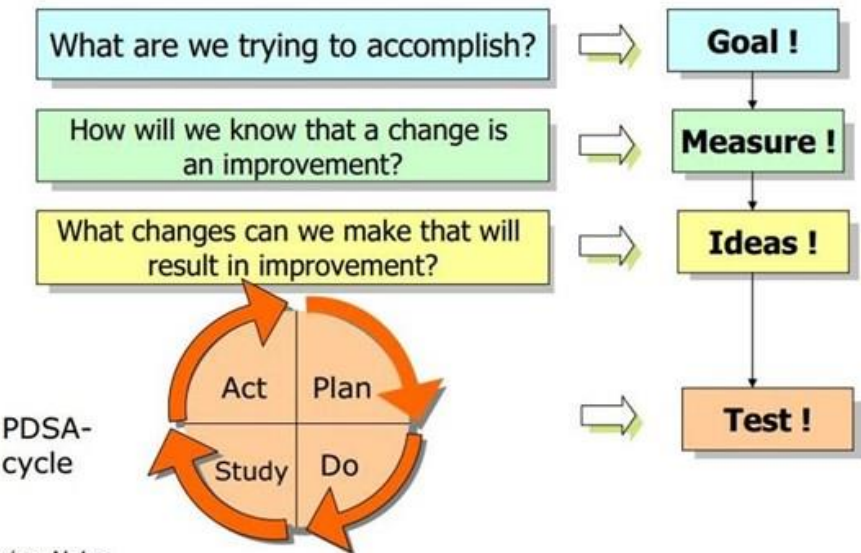 What are we trying to accomplish?
Goal !
How will we know that a change is
an improvement?
Measure !
What changes can we make that will
result in improvement?
Ideas !
Act
Plan
Study
Do
PDSA-
cycle
Test !